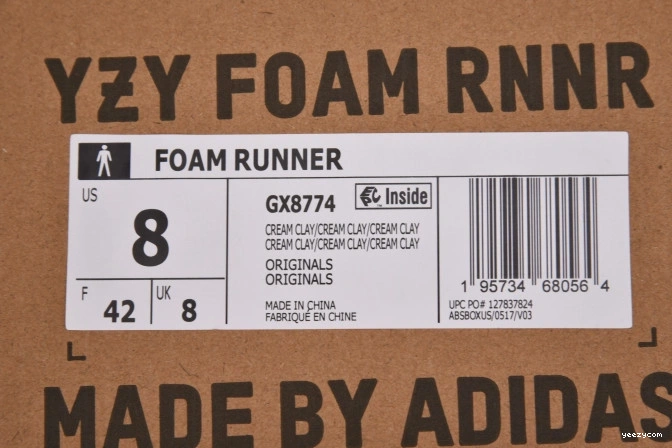 YZY FOAM RNNR
FOAM RUNNER
US
8
F
42
UK
8
GX8774
Inside
CREAM CLAY/CREAM CLAY/CREAM CLAY
CREAM CLAY/CREAM CLAY/CREAM CLAY
ORIGINALS
ORIGINALS
MADE IN CHINA
FABRIQUÉ EN CHINE
1 95734 68056 4
UPC PO# 127837824
ABSBOXUS/0517/V03
MADE BY ADIDAS
yeezycom